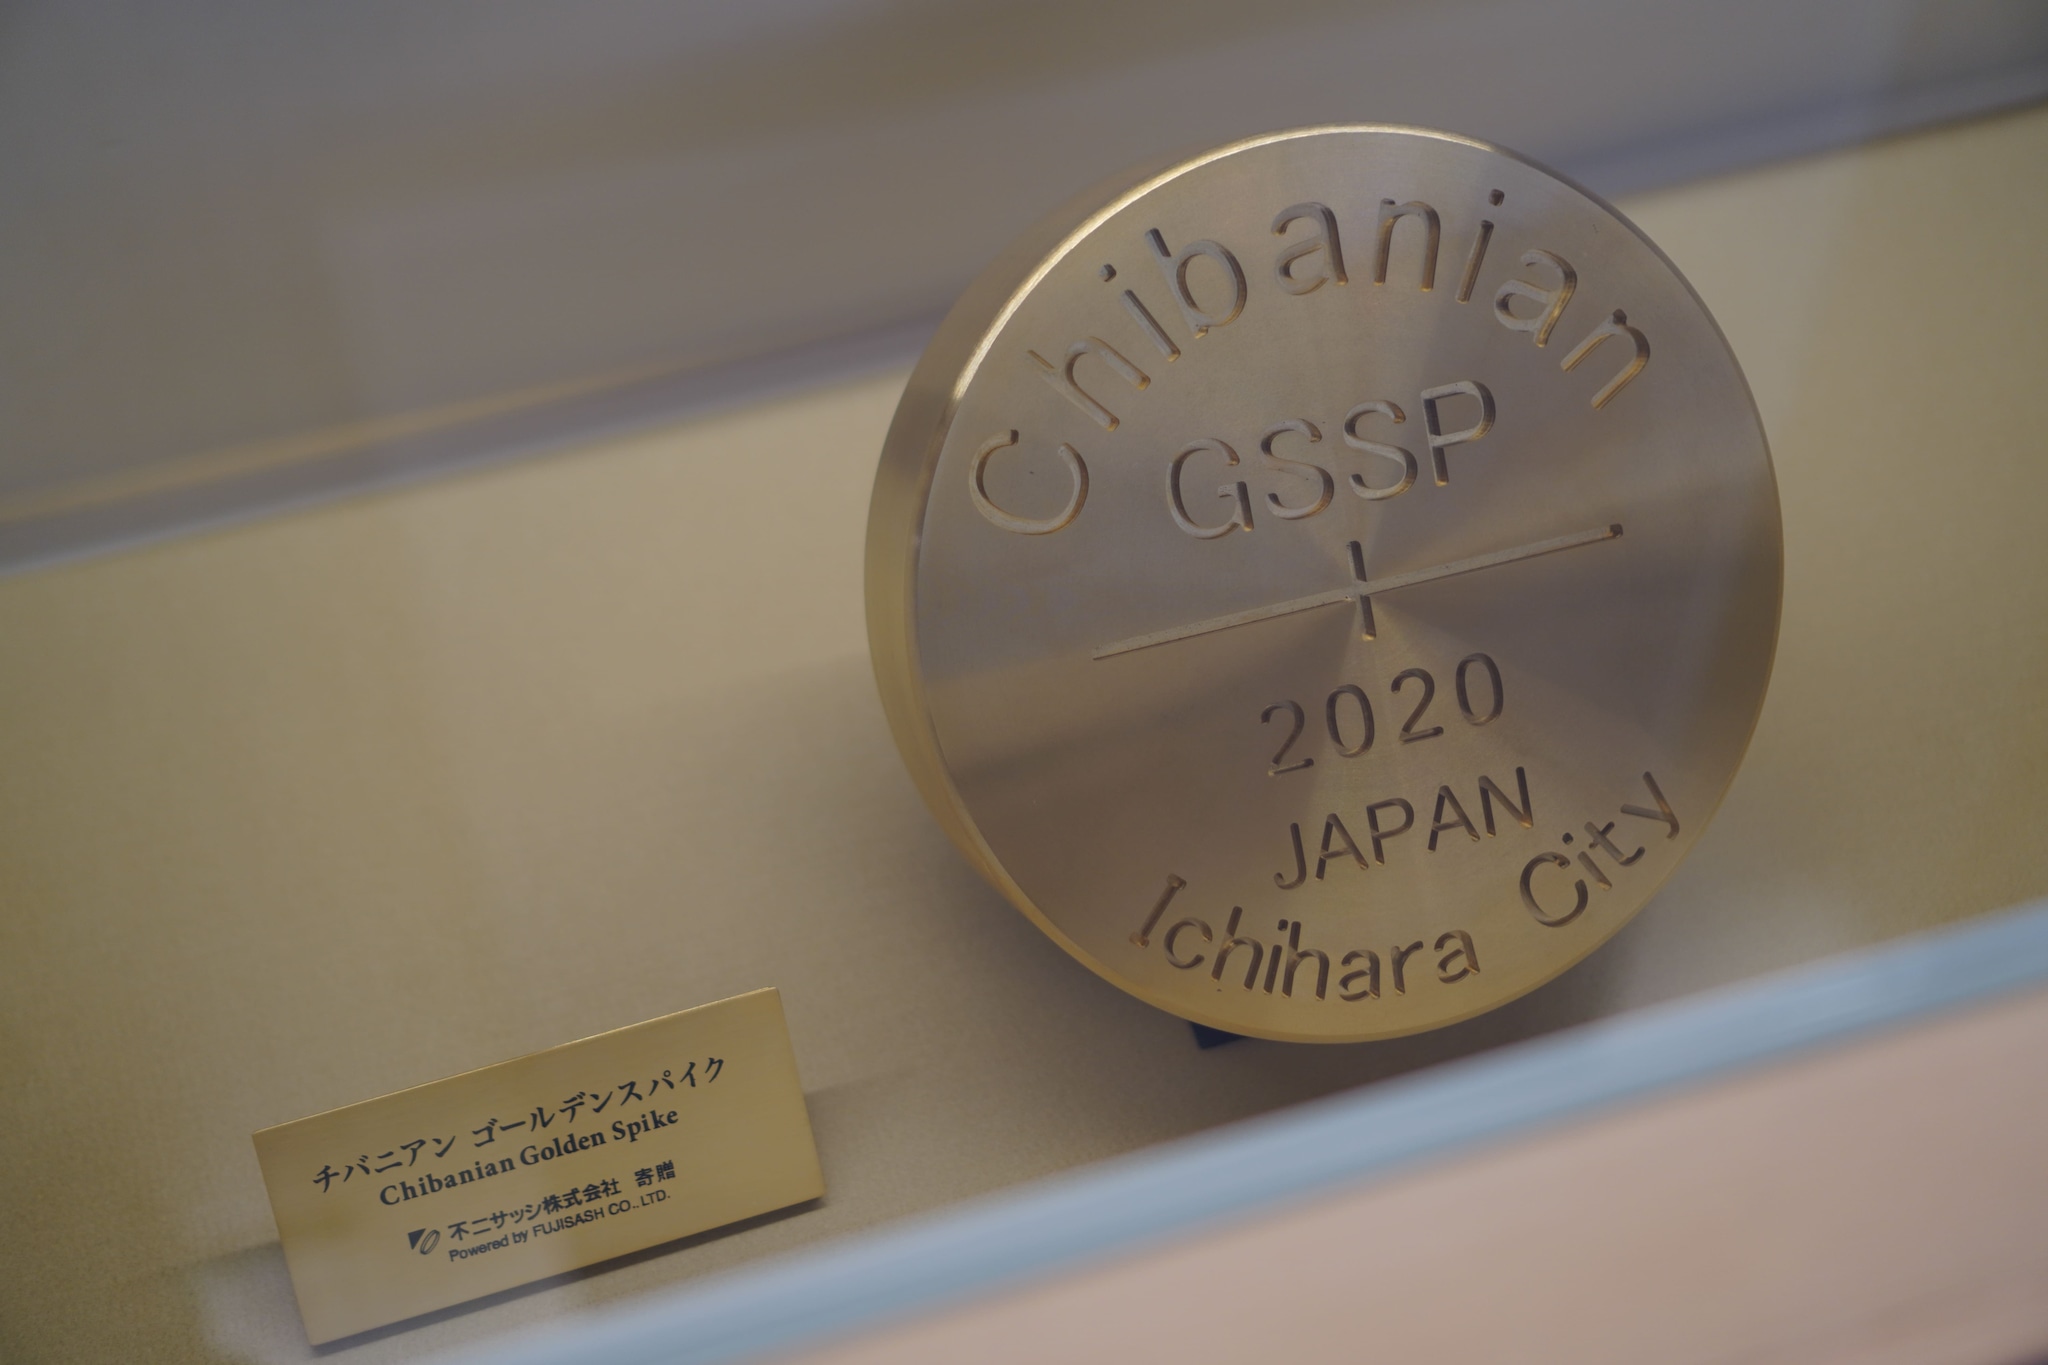 Chibanian
GSSP
2020
JAPAN
Ichihara City
チバニアン ゴールデンスパイク
Chibanian Golden Spike
不二サッシ株式会社 寄贈
Powered by FUJISASH CO., LTD.